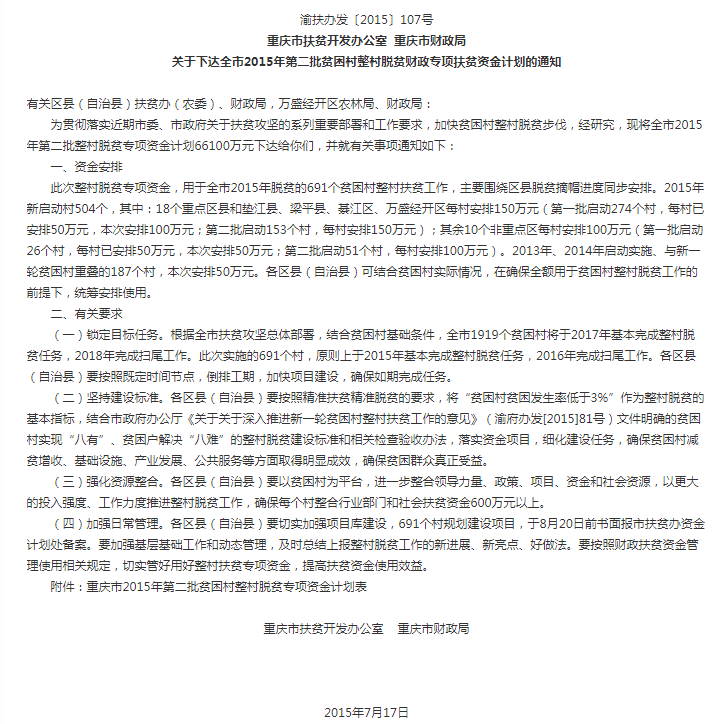 渝扶办发〔2015〕107号
重庆市扶贫开发办公室 重庆市财政局
关于下达全市2015年第二批贫困村整村脱贫财政专项扶贫资金计划的通知
有关区县（自治县）扶贫办（农委）、财政局，万盛经开区农林局、财政局：
为贯彻落实近期市委、市政府关于扶贫攻坚的系列重要部署和工作要求，加快贫困村整村脱贫步伐，经研究，现将全市2015
年第二批整村脱贫专项资金计划66100万元下达给你们，并就有关事项通知如下：
一、资金安排
此次整村脱贫专项资金，用于全市2015年脱贫的691个贫困村整村扶贫工作，主要围绕区县脱贫摘帽进度同步安排。2015年
新启动村504个，其中：18个重点区县和垫江县、梁平县、綦江区、万盛经开区每村安排150万元（第一批启动274个村，每村已
安排50万元，本次安排100万元；第二批启动153个村，每村安排150万元）；其余10个非重点区每村安排100万元（第一批启动
26个村，每村已安排50万元，本次安排50万元；第二批启动51个村，每村安排100万元）。2013年、2014年启动实施、与新一
轮贫困村重叠的187个村，本次安排50万元。各区县（自治县）可结合贫困村实际情况，在确保全额用于贫困村整村脱贫工作的
前提下，统筹安排使用。
二、有关要求
（一）锁定目标任务。根据全市扶贫攻坚总体部署，结合贫困村基础条件，全市1919个贫困村将于2017年基本完成整村脱
贫任务，2018年完成扫尾工作。此次实施的691个村，原则上于2015年基本完成整村脱贫任务，2016年完成扫尾工作。各区县
（自治县）要按照既定时间节点，倒排工期，加快项目建设，确保如期完成任务。
（二）坚持建设标准。各区县（自治县）要按照精准扶贫精准脱贫的要求，将“贫困村贫困发生率低于3%”作为整村脱贫的
基本指标，结合市政府办公厅《关于关于深入推进新一轮贫困村整村扶贫工作的意见》（渝府办发[2015]81号）文件明确的贫困
村实现“八有”、贫困户解决“八难”的整村脱贫建设标准和相关检查验收办法，落实资金项目，细化建设任务，确保贫困村减
贫增收、基础设施、产业发展、公共服务等方面取得明显成效，确保贫困群众真正受益。
（三）强化资源整合。各区县（自治县）要以贫困村为平台，进一步整合领导力量、政策、项目、资金和社会资源，以更大
的投入强度、工作力度推进整村脱贫工作，确保每个村整合行业部门和社会扶贫资金600万元以上。
（四）加强日常管理。各区县（自治县）要切实加强项目库建设，691个村规划建设项目，于8月20日前书面报市扶贫办资金
计划处备案。要加强基层基础工作和动态管理，及时总结上报整村脱贫工作的新进展、新亮点、好做法。要按照财政扶贫资金管
理使用相关规定，切实管好用好整村扶贫专项资金，提高扶贫资金使用效益。
附件：重庆市2015年第二批贫困村整村脱贫专项资金计划表
重庆市扶贫开发办公室 重庆市财政局
2015年7月17日